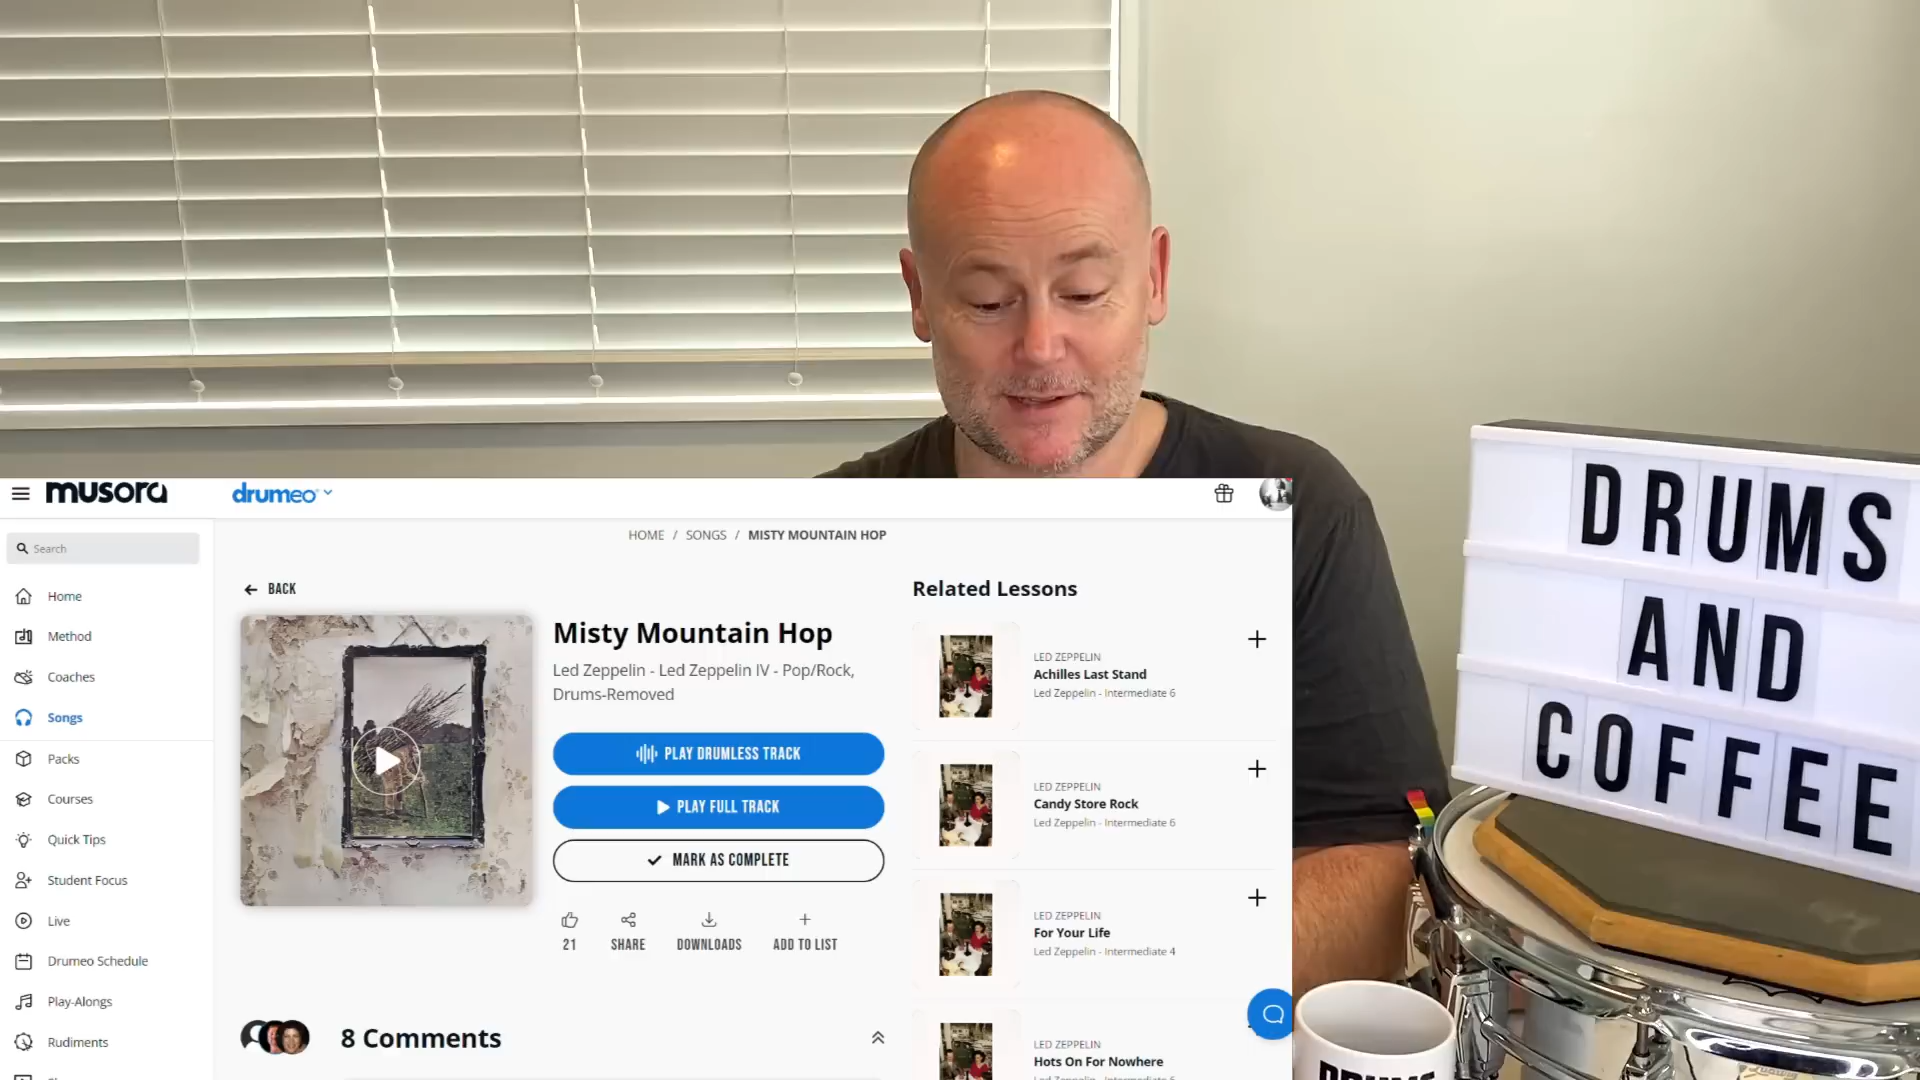 DRUMS
AND
COFFEE
musora
drumeo
HOME / SONGS / MISTY MOUNTAIN HOP
Search
Home
Method
Coaches
Songs
Packs
Courses
Quick Tips
Student Focus
Live
Drumeo Schedule
Play-Alongs
Rudiments
BACK
Misty Mountain Hop
Led Zeppelin - Led Zeppelin IV - Pop/Rock,
Drums-Removed
PLAY DRUMLESS TRACK
PLAY FULL TRACK
MARK AS COMPLETE
21
SHARE
DOWNLOADS
ADD TO LIST
8 Comments
Related Lessons
LED ZEPPELIN
Achilles Last Stand
Led Zeppelin - Intermediate 6
LED ZEPPELIN
Candy Store Rock
Led Zeppelin - Intermediate 6
LED ZEPPELIN
For Your Life
Led Zeppelin - Intermediate 4
LED ZEPPELIN
Hots On For Nowhere
DRUMS